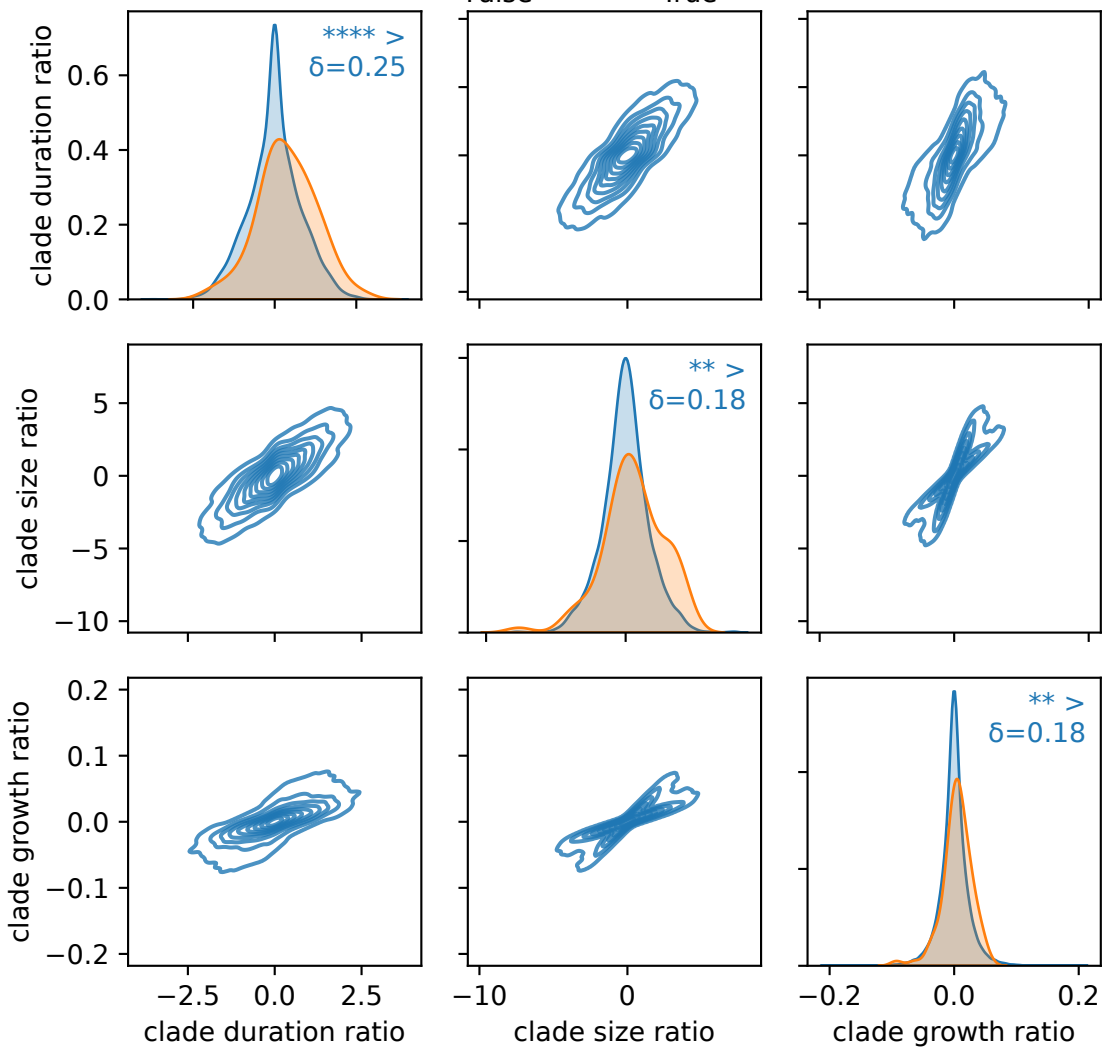 clade duration ratio
0.6
0.4
0.2
0.0
**** >
δ=0.25
clade size ratio
5
0
−5
−10
** >
δ=0.18
clade growth ratio
0.2
0.1
0.0
−0.1
−0.2
** >
δ=0.18
−2.5 0.0 2.5
−10 0
−0.2 0.0 0.2
clade duration ratio
clade size ratio
clade growth ratio